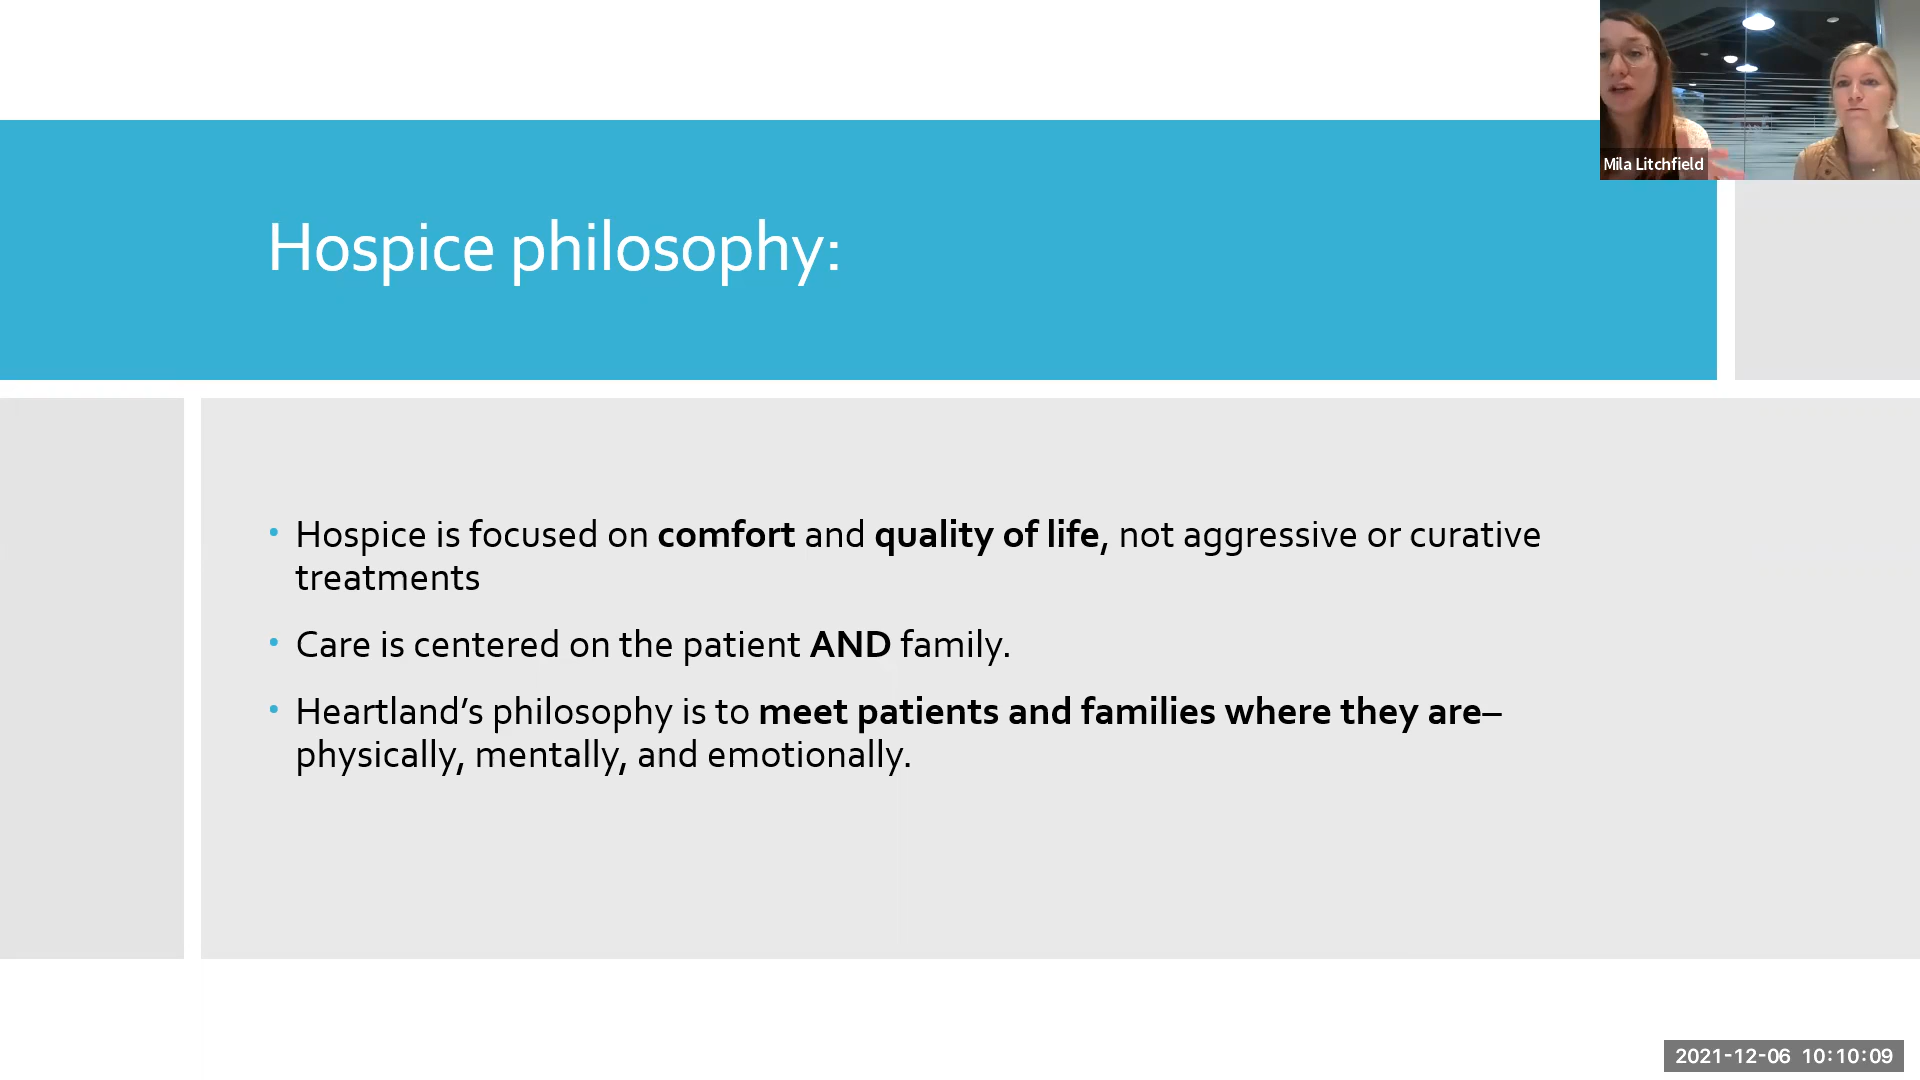 Mila Litchfield
Hospice philosophy:
• Hospice is focused on comfort and quality of life, not aggressive or curative
treatments
• Care is centered on the patient AND family.
• Heartland’s philosophy is to meet patients and families where they are–
physically, mentally, and emotionally.
2021-12-06 10:10:09